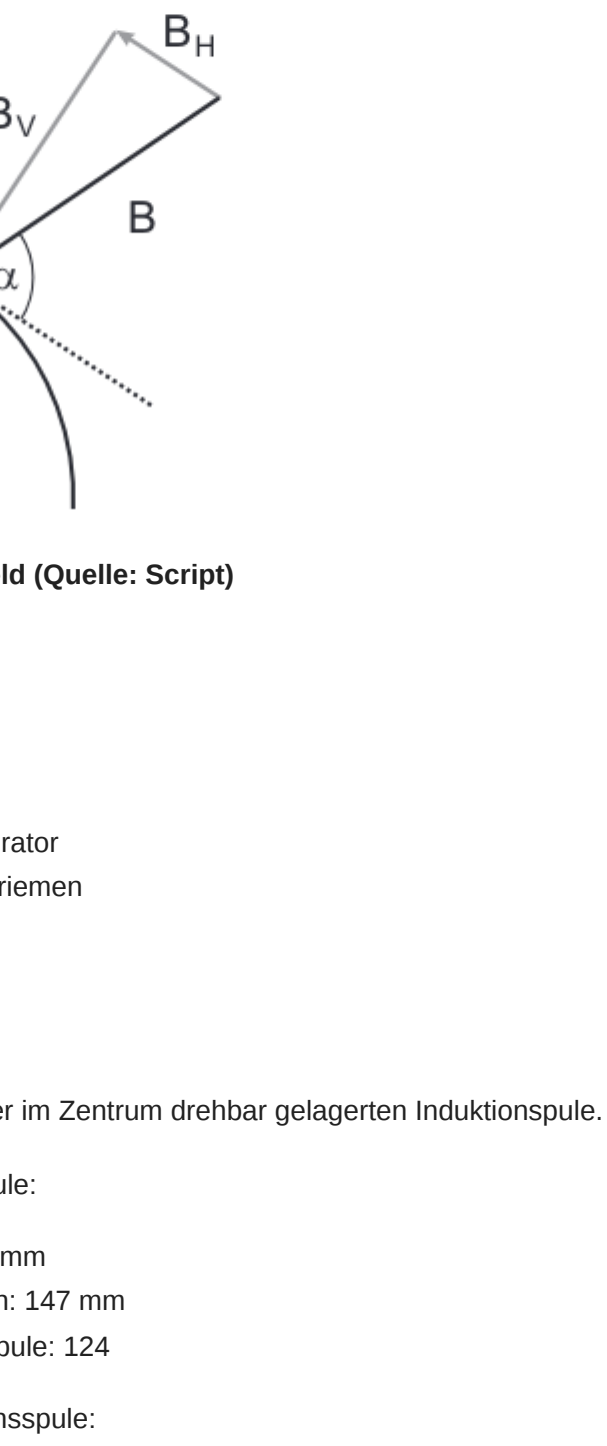 B_H
B_V
B
α
ld (Quelle: Script)
rator
riemen
er im Zentrum drehbar gelagerten Induktionspule.
ule:
mm
n: 147 mm
pule: 124
nsspule: